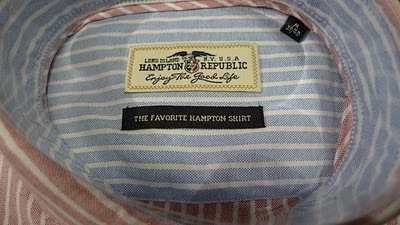 LONG ISLAND N.Y. U.S.A
HAMPTON REPUBLIC
Enjoy The Good Life
THE FAVORITE HAMPTON SHIRT
M